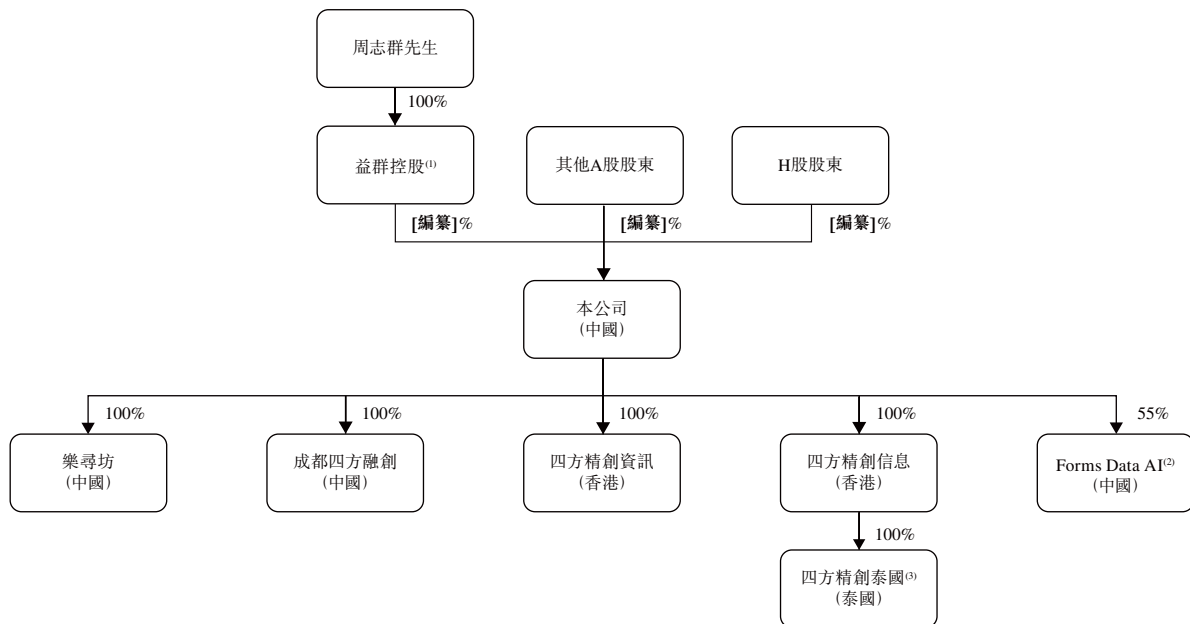 周志群先生
100%
益群控股(1)
其他A股股東
H股股東
[編纂]%
[編纂]%
[編纂]%
本公司
(中國)
100%
100%
100%
100%
55%
樂尋坊
(中國)
成都四方融創
(中國)
四方精創資訊
(香港)
四方精創信息
(香港)
Forms Data AI(2)
(中國)
100%
四方精創泰國(3)
(泰國)